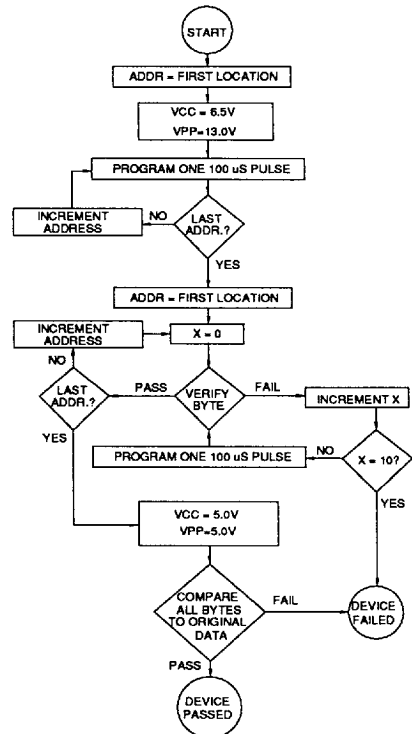 START
ADDR = FIRST LOCATION
VCC = 6.5V
VPP=13.0V
PROGRAM ONE 100 uS PULSE
INCREMENT
ADDRESS
NO
LAST
ADDR.?
YES
ADDR = FIRST LOCATION
INCREMENT
ADDRESS
X = 0
NO
LAST
ADDR.?
PASS
VERIFY
BYTE
FAIL
INCREMENT X
YES
PROGRAM ONE 100 uS PULSE
NO
X = 10?
YES
VCC = 5.0V
VPP=5.0V
COMPARE
ALL BYTES
TO ORIGINAL
DATA
FAIL
DEVICE
FAILED
PASS
DEVICE
PASSED